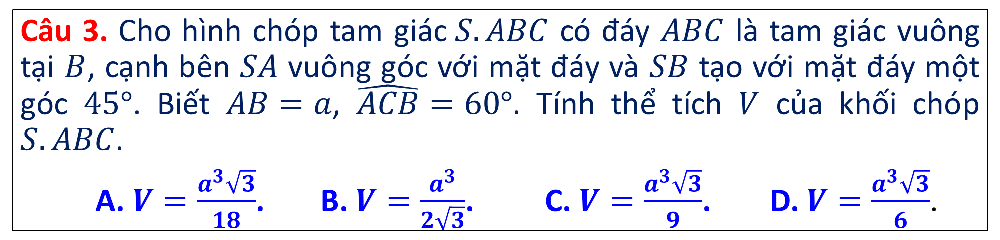 Câu 3. Cho hình chóp tam giác S.ABC có đáy ABC là tam giác vuông
tại B, cạnh bên SA vuông góc với mặt đáy và SB tạo với mặt đáy một
góc 45°. Biết AB = a, \widehat{ACB} = 60°. Tính thể tích V của khối chóp
S.ABC.
A. V = \frac{a^3\sqrt{3}}{18}. B. V = \frac{a^3}{2\sqrt{3}}. C. V = \frac{a^3\sqrt{3}}{9}. D. V = \frac{a^3\sqrt{3}}{6}.